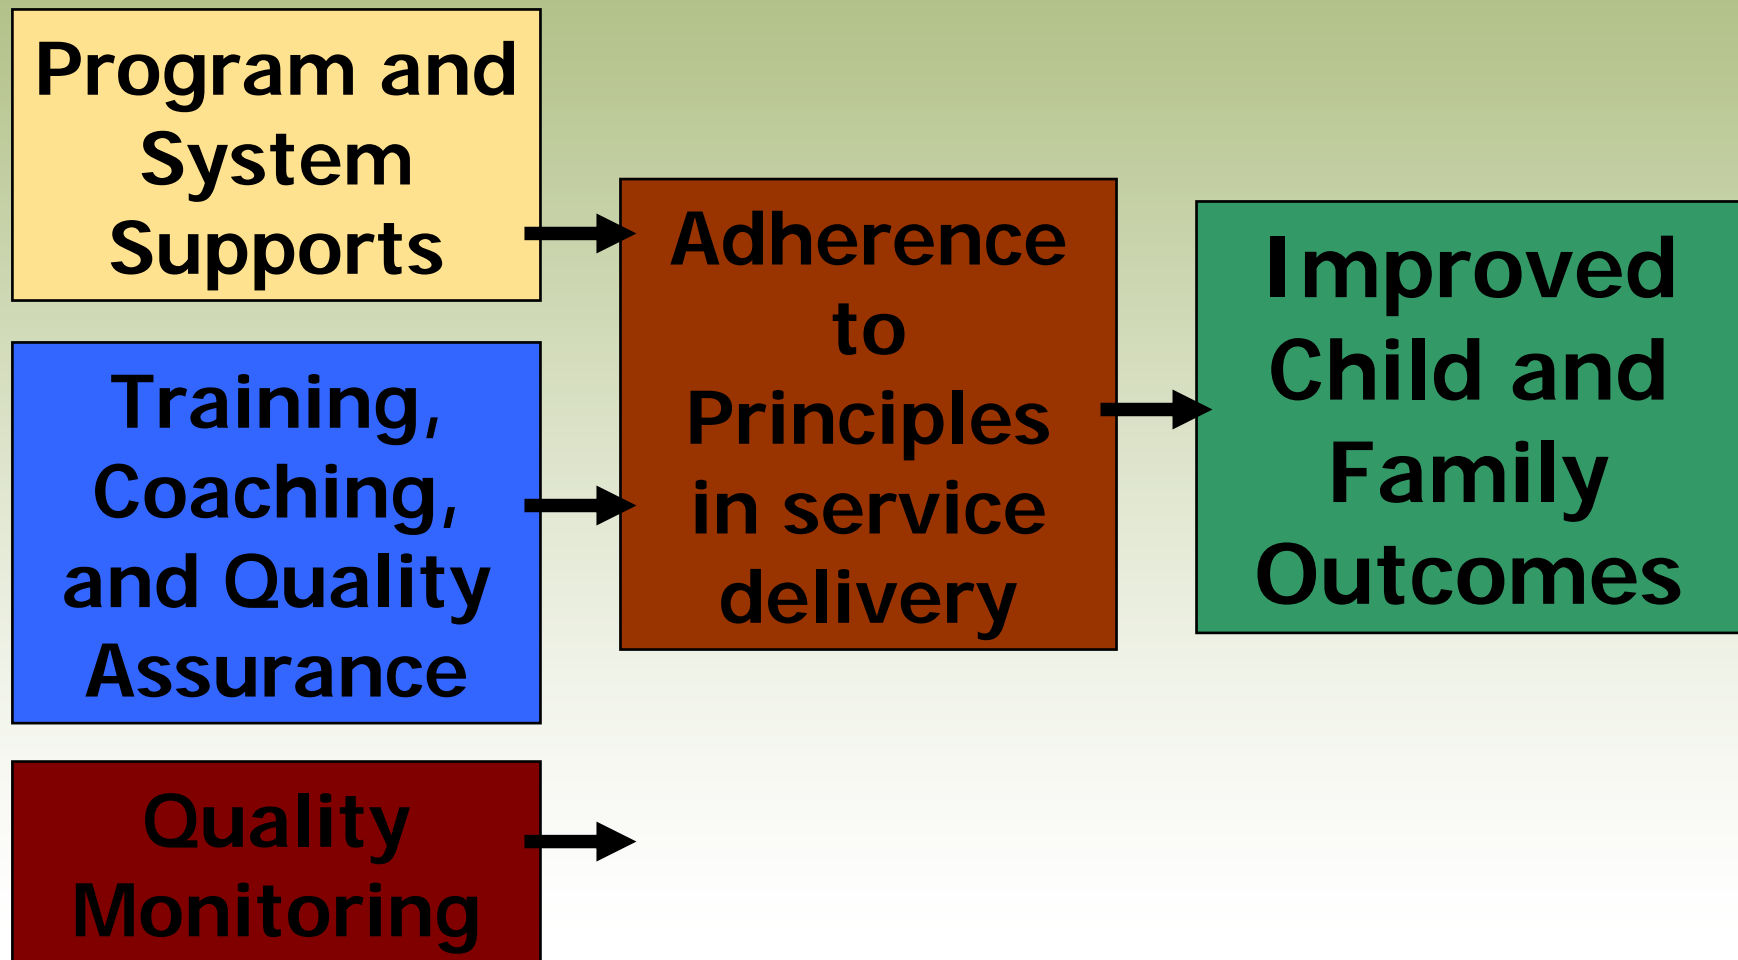 Program and
System
Supports
Training,
Coaching,
and Quality
Assurance
Quality
Monitoring
Adherence
to
Principles
in service
delivery
Improved
Child and
Family
Outcomes